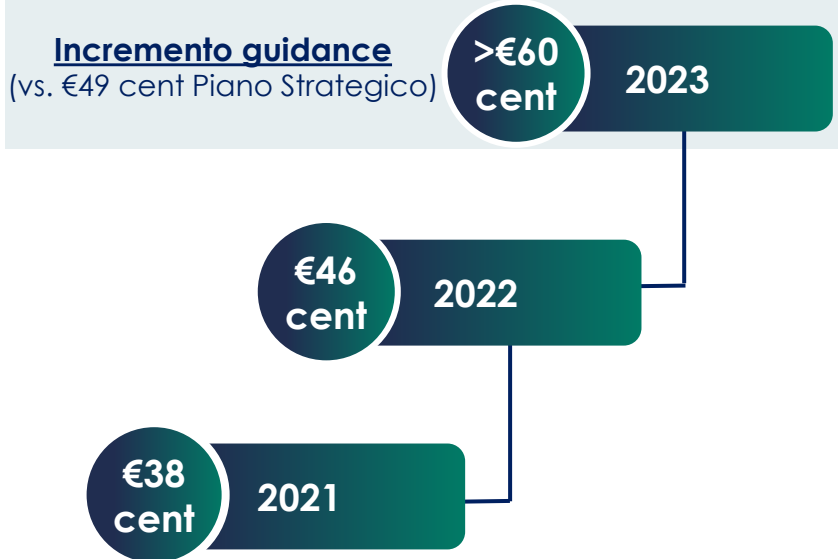 Incremento guidance
(vs. €49 cent Piano Strategico)
>€60
cent
2023
€46
cent
2022
€38
cent
2021